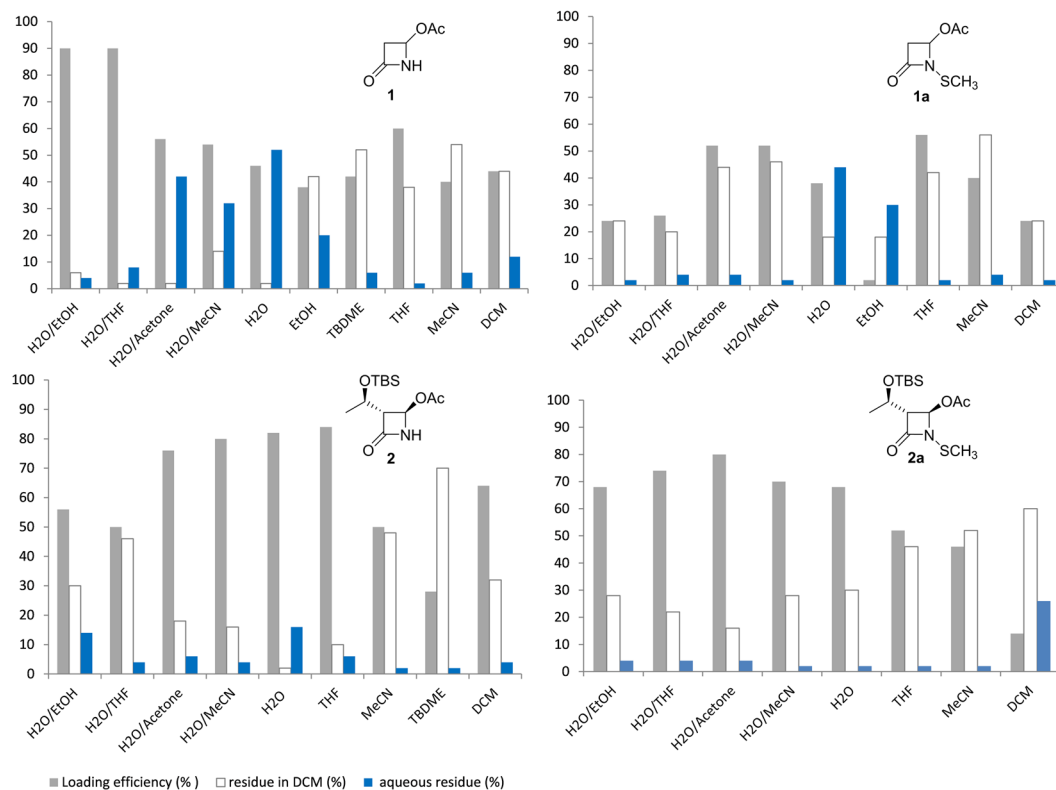 100
90
80
70
60
50
40
30
20
10
0
H2O/EtOH
H2O/THF
H2O/Acetone
H2O/MeCN
H2O
EtOH
TBDME
THF
MeCN
DCM
OAc
O
NH
1
100
90
80
70
60
50
40
30
20
10
0
H2O/EtOH
H2O/THF
H2O/Acetone
H2O/MeCN
H2O
EtOH
THF
MeCN
DCM
OAc
N
O
SCH3
1a
100
90
80
70
60
50
40
30
20
10
0
H2O/EtOH
H2O/THF
H2O/Acetone
H2O/MeCN
H2O
THF
MeCN
TBDME
DCM
OTBS
OAc
O
NH
2
100
90
80
70
60
50
40
30
20
10
0
H2O/EtOH
H2O/THF
H2O/Acetone
H2O/MeCN
H2O
THF
MeCN
DCM
OTBS
OAc
N
O
SCH3
2a
Loading efficiency (% ) residue in DCM (%) aqueous residue (%)